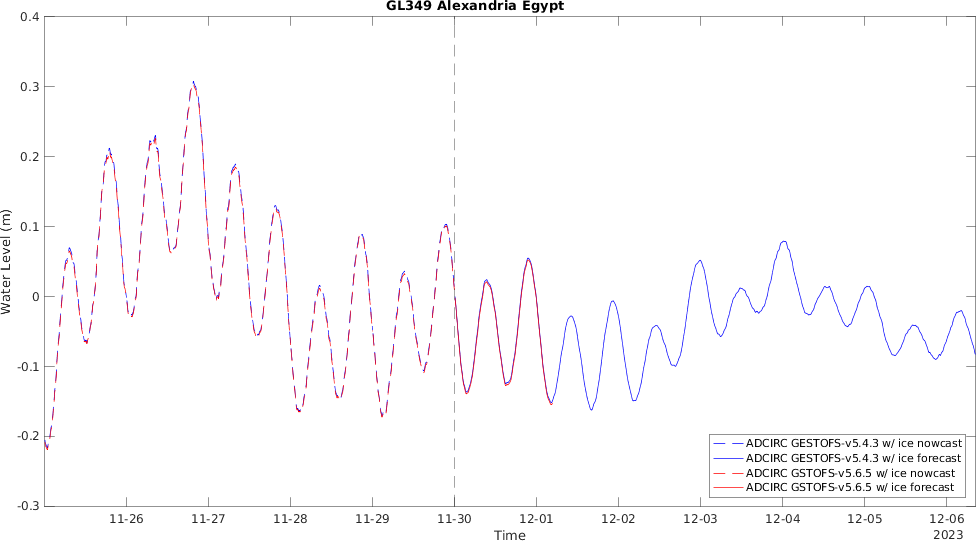 GL349 Alexandria Egypt
Water Level (m)
0.4
0.3
0.2
0.1
0
-0.1
-0.2
-0.3
11-26
11-27
11-28
11-29
11-30
12-01
12-02
12-03
12-04
12-05
12-06
2023
Time
ADCIRC GESTOFS-v5.4.3 w/ ice nowcast
ADCIRC GESTOFS-v5.4.3 w/ ice forecast
ADCIRC GSTOFS-v5.6.5 w/ ice nowcast
ADCIRC GSTOFS-v5.6.5 w/ ice forecast